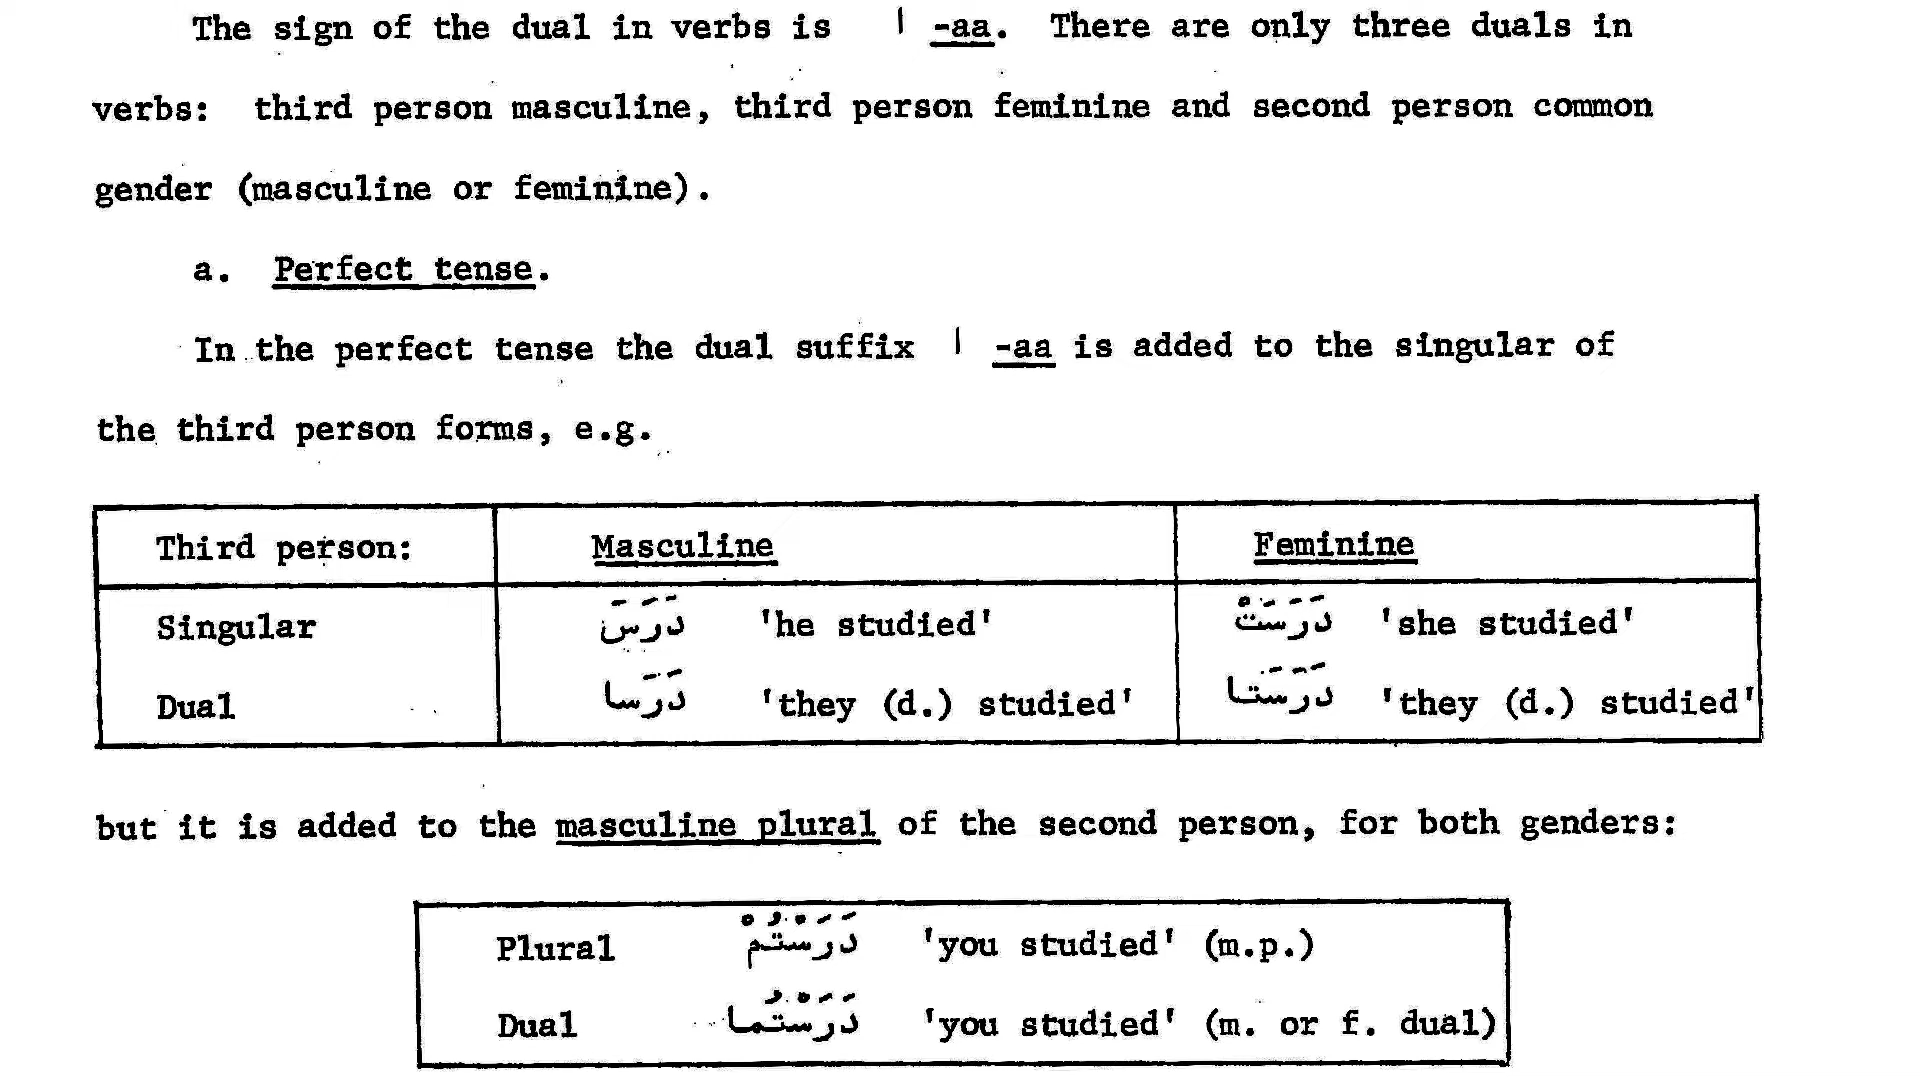 The sign of the dual in verbs is ا -aa. There are only three duals in
verbs: third person masculine, third person feminine and second person common
gender (masculine or feminine).
a. Perfect tense.
In the perfect tense the dual suffix ا -aa is added to the singular of
the third person forms, e.g.
Third person: Masculine Feminine
Singular دَرَسَ 'he studied' دَرَسَتْ 'she studied'
Dual دَرَسا 'they (d.) studied' دَرَسَتا 'they (d.) studied'
but it is added to the masculine plural of the second person, for both genders:
Plural دَرَسْتُمْ 'you studied' (m.p.)
Dual دَرَسْتُما 'you studied' (m. or f. dual)